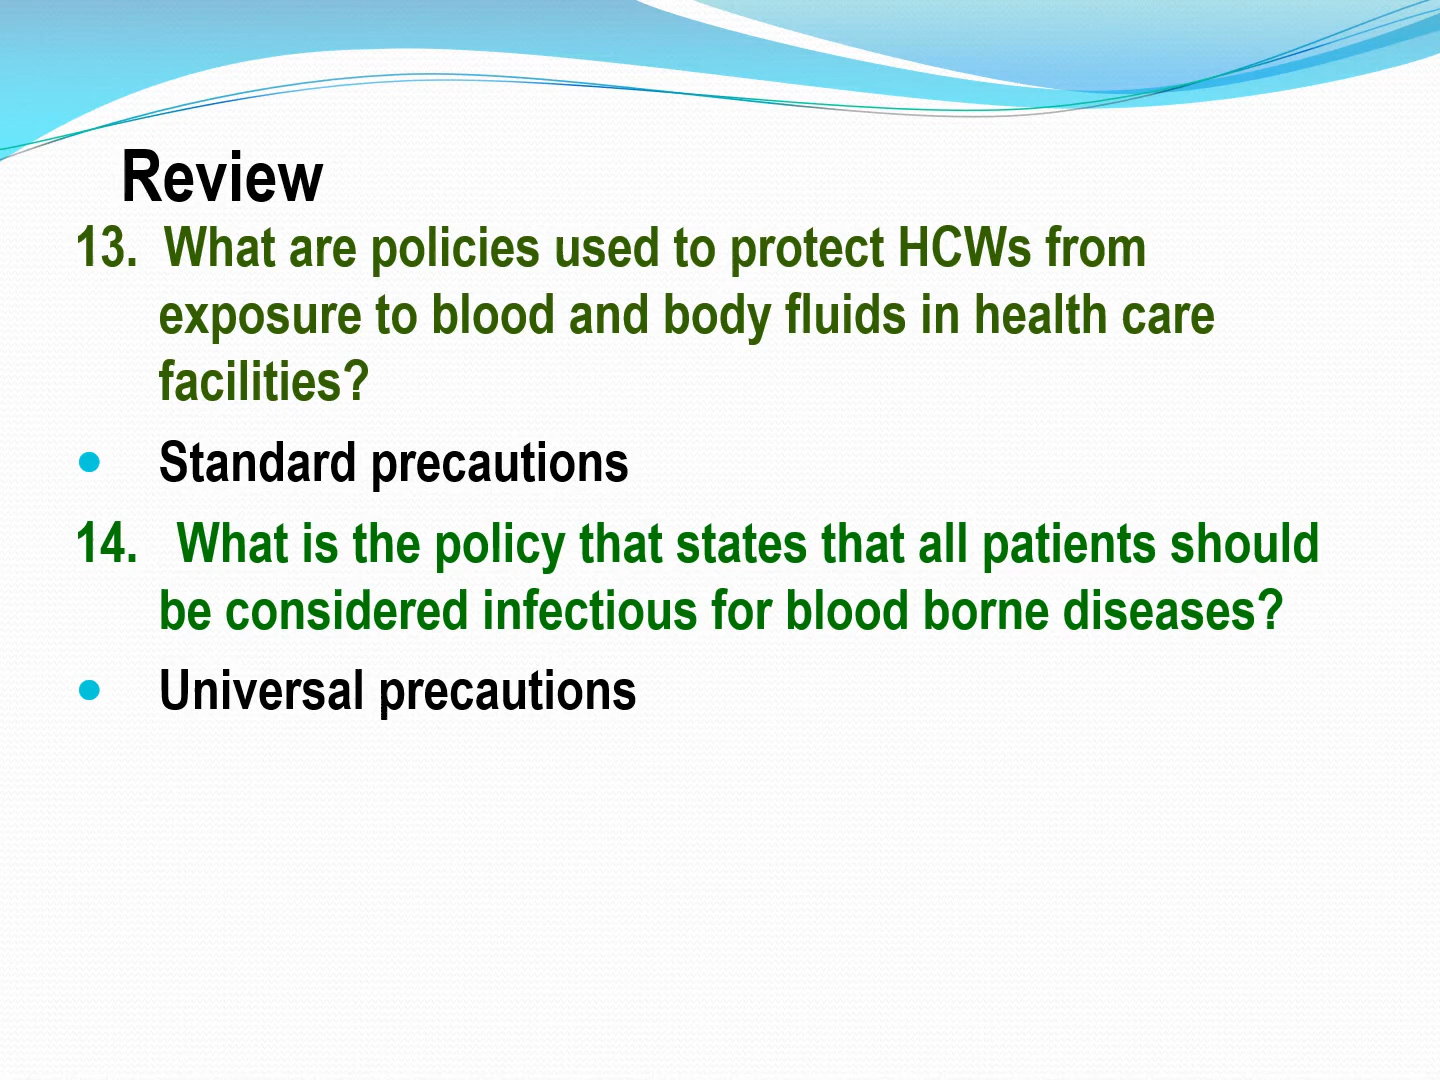 Review
13. What are policies used to protect HCWs from
exposure to blood and body fluids in health care
facilities?
• Standard precautions
14. What is the policy that states that all patients should
be considered infectious for blood borne diseases?
• Universal precautions